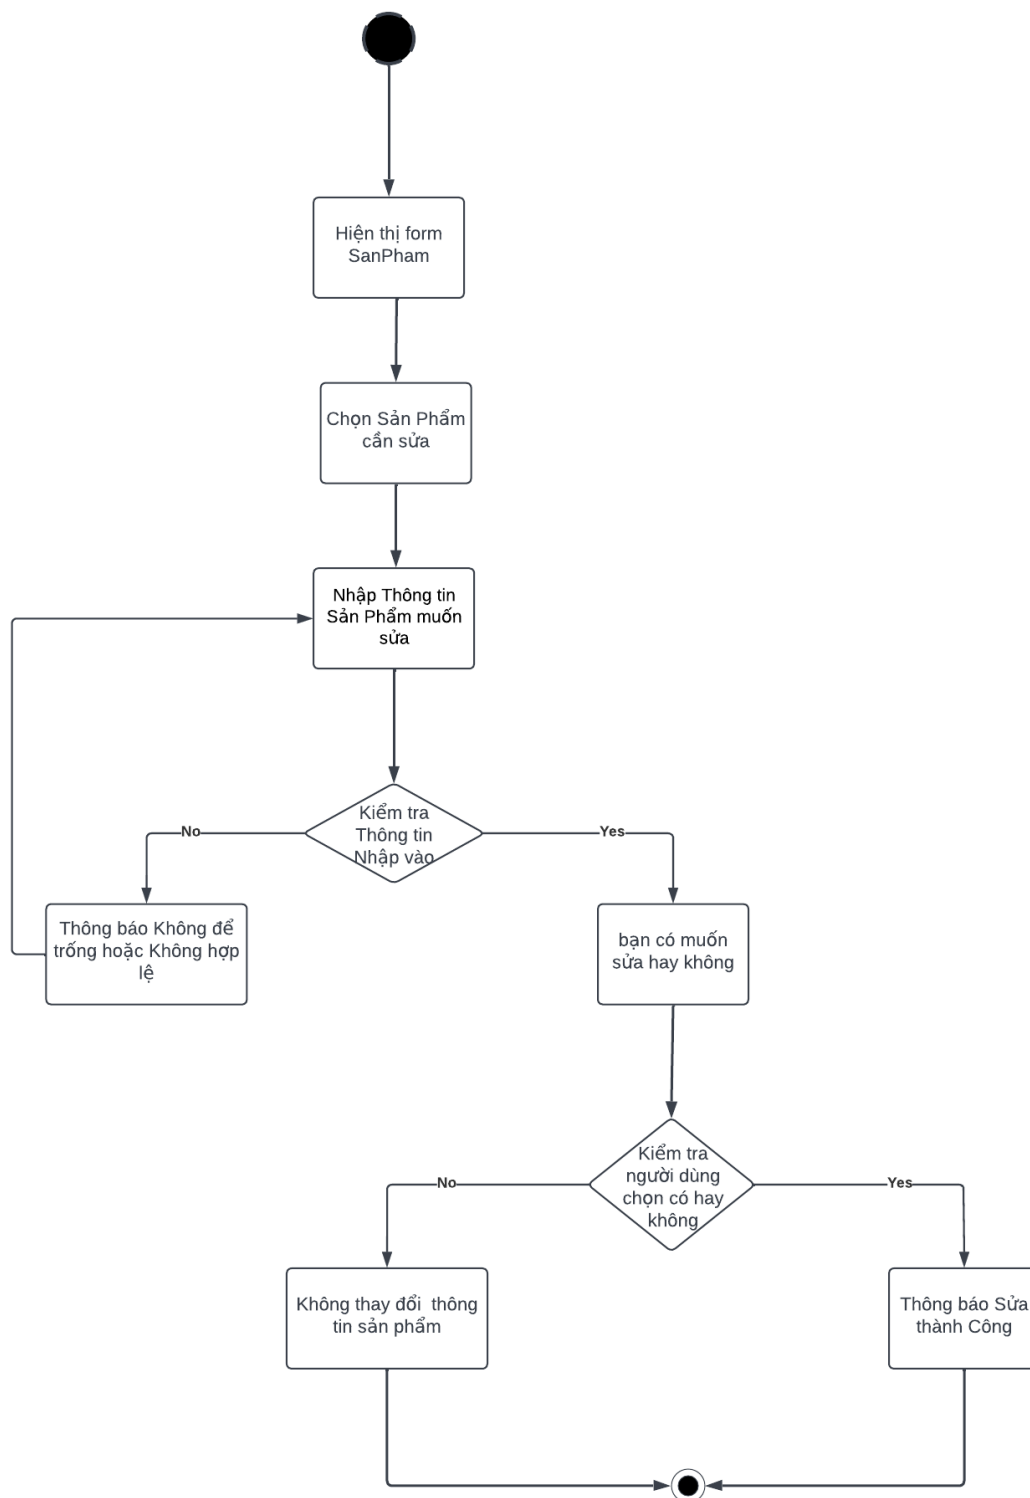 Hiện thị form
SanPham
Chọn Sản Phẩm
cần sửa
Nhập Thông tin
Sản Phẩm muốn
sửa
Kiểm tra
Thông tin
Nhập vào
No
Yes
Thông báo Không để
trống hoặc Không hợp
lệ
bạn có muốn
sửa hay không
Kiểm tra
người dùng
chọn có hay
không
No
Yes
Không thay đổi  thông
tin sản phẩm
Thông báo Sửa
thành Công